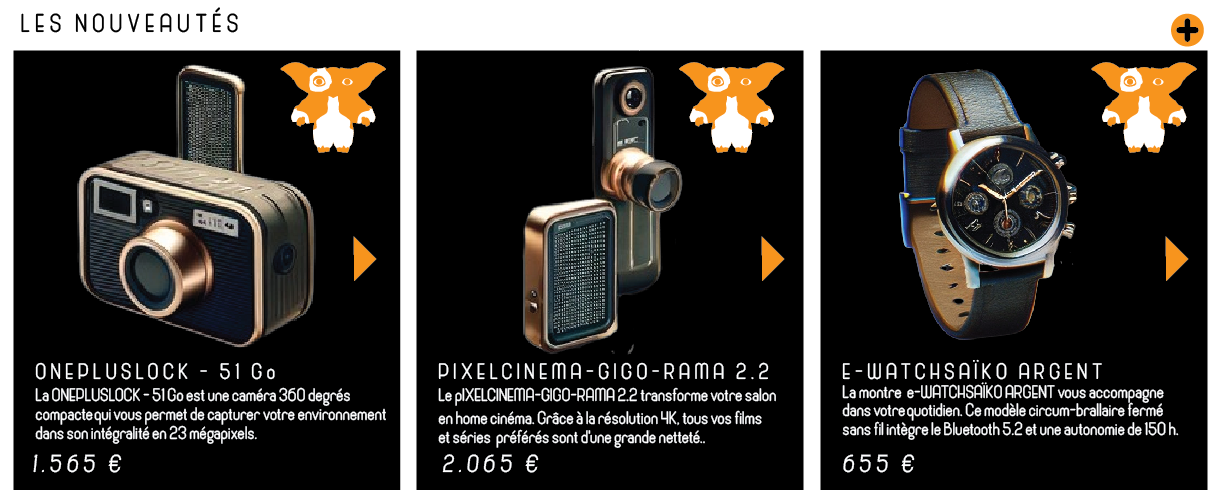 LES NOUVEAUTÉS
ONEPLUSLOCK - 51 Go
La ONEPLUSLOCK - 51 Go est une caméra 360 degrés
compacte qui vous permet de capturer votre environnement
dans son intégralité en 23 mégapixels.
1.565 €
PIXELCINEMA-GIGO-RAMA 2.2
Le pIXELCINEMA-GIGO-RAMA 2.2 transforme votre salon
en home cinéma. Grâce à la résolution 4K, tous vos films
et séries préférés sont d'une grande netteté..
2.065 €
E-WATCHSAÏKO ARGENT
La montre e-WATCHSAÏKO ARGENT vous accompagne
dans votre quotidien. Ce modèle circum-brallaire fermé
sans fil intègre le Bluetooth 5.2 et une autonomie de 150 h.
655 €